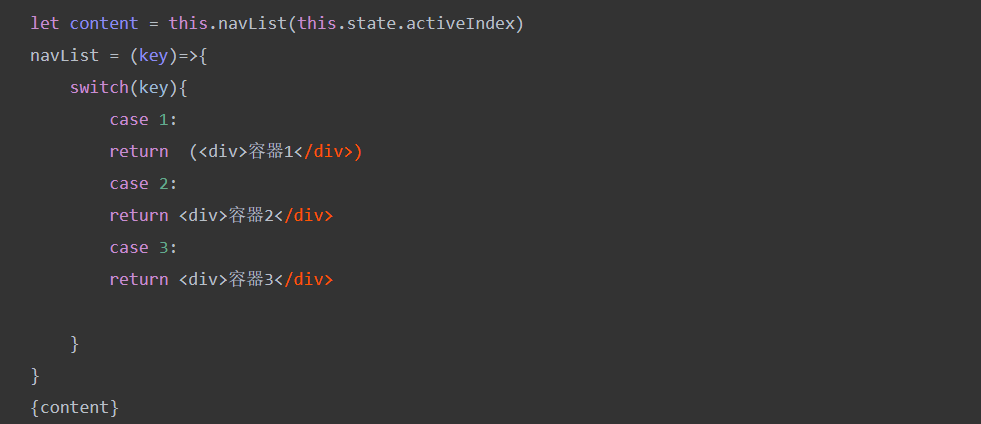 let content = this.navList(this.state.activeIndex)
navList = (key)=>{
switch(key){
case 1:
return  (<div>容器1</div>)
case 2:
return <div>容器2</div>
case 3:
return <div>容器3</div>
}
}
{content}